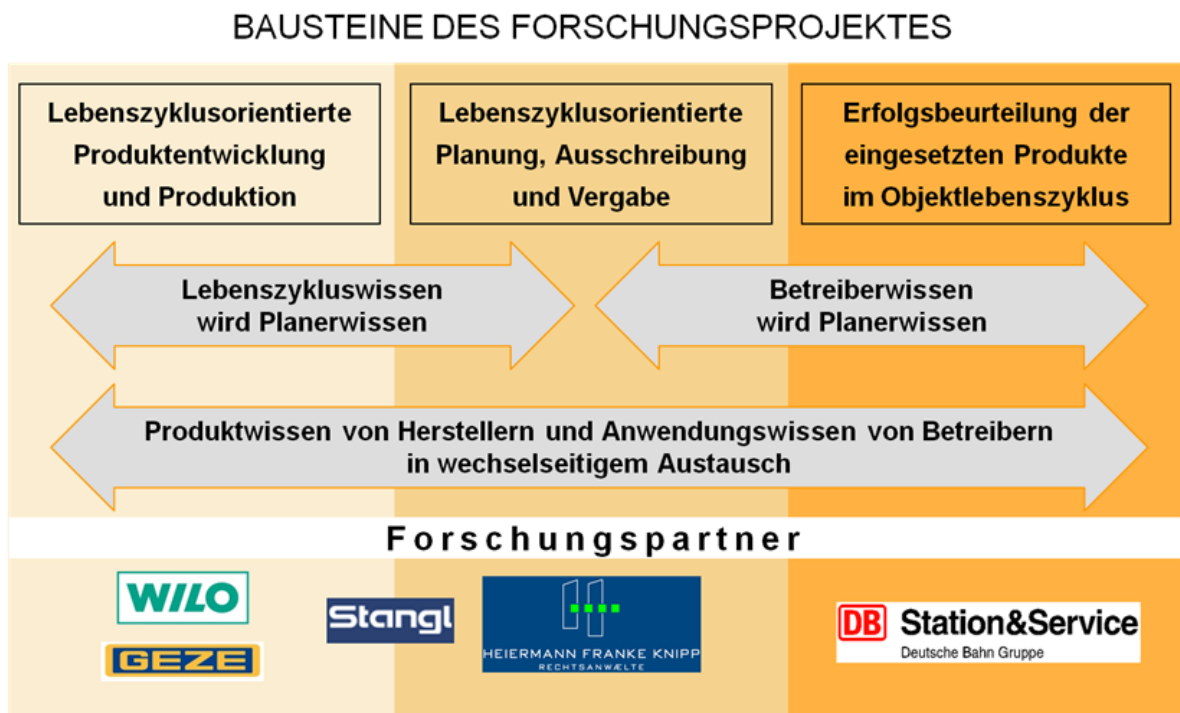 BAUSTEINE DES FORSCHUNGSPROJEKTES
Lebenszyklusorientierte
Produktentwicklung
und Produktion
Lebenszyklusorientierte
Planung, Ausschreibung
und Vergabe
Erfolgsbeurteilung der
eingesetzten Produkte
im Objektlebenszyklus
Lebenszykluswissen
wird Planerwissen
Betreiberwissen
wird Planerwissen
Produktwissen von Herstellern und Anwendungswissen von Betreibern
in wechselseitigem Austausch
Forschungspartner
WILO
GEZE
Stangl
HEIERMANN FRANKE KNIPP
RECHTSANWÆLTE
DB Station&Service
Deutsche Bahn Gruppe